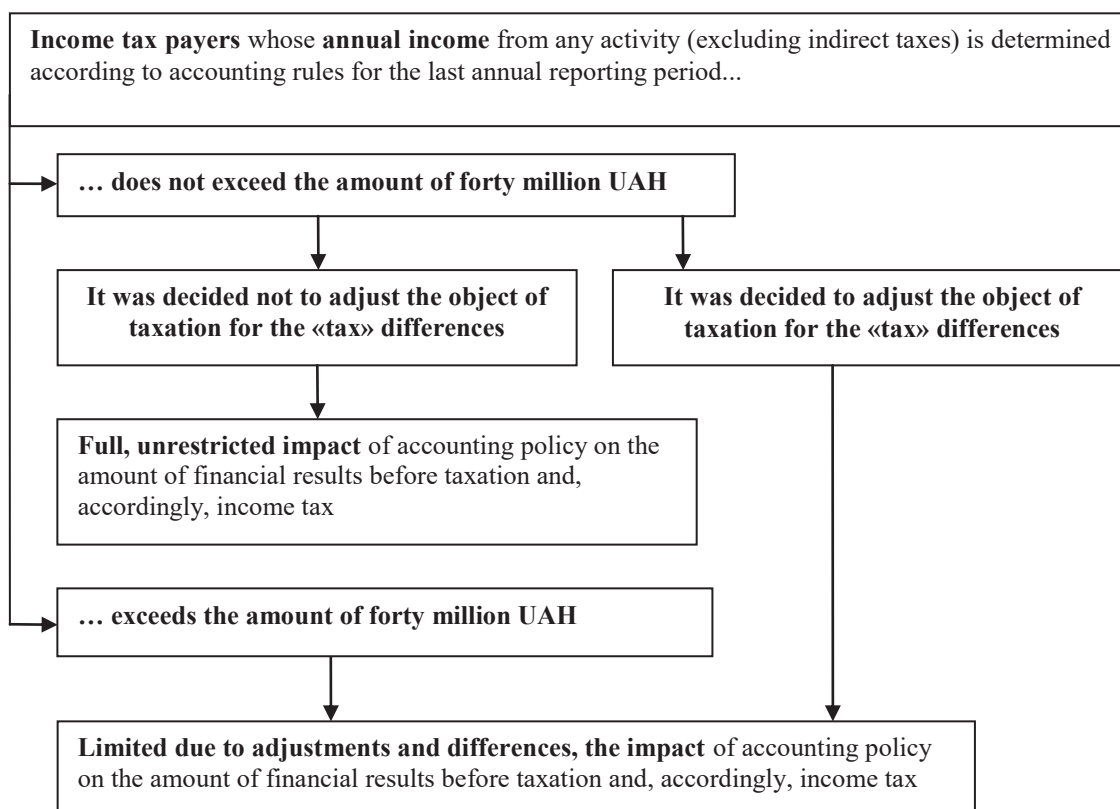 Income tax payers whose annual income from any activity (excluding indirect taxes) is determined
according to accounting rules for the last annual reporting period...
… does not exceed the amount of forty million UAH
It was decided not to adjust the object of
taxation for the «tax» differences
It was decided to adjust the object of
taxation for the «tax» differences
Full, unrestricted impact of accounting policy on the
amount of financial results before taxation and,
accordingly, income tax
… exceeds the amount of forty million UAH
Limited due to adjustments and differences, the impact of accounting policy
on the amount of financial results before taxation and, accordingly, income tax